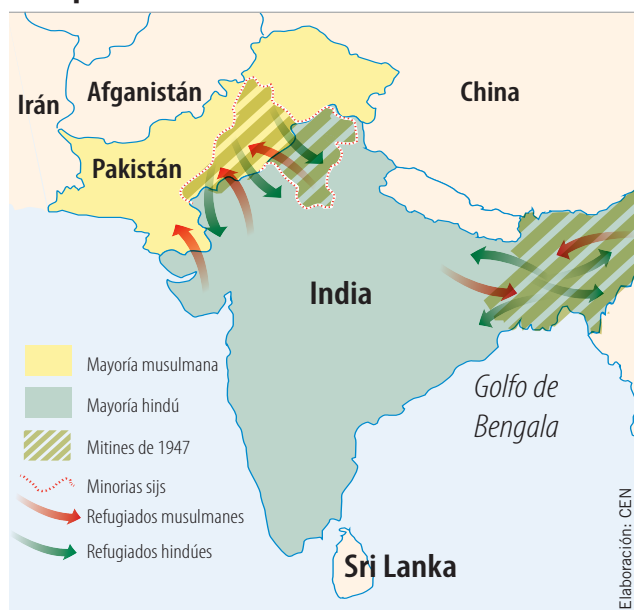 Irán
Afganistán
China
Pakistán
India
Golfo de
Bengala
Mayoría musulmana
Mayoría hindú
Mitines de 1947
Minorias sijs
Refugiados musulmanes
Refugiados hindúes
Sri Lanka
Elaboración: CEN